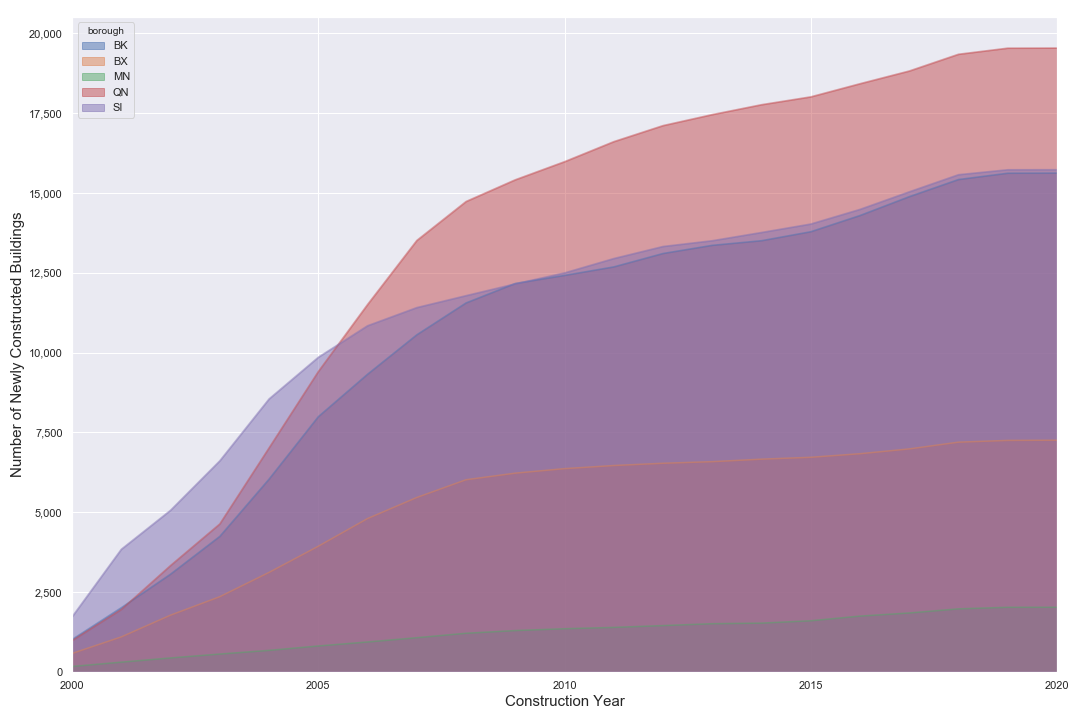 borough
BK
BX
MN
QN
SI
Number of Newly Constructed Buildings
20,000
17,500
15,000
12,500
10,000
7,500
5,000
2,500
0
2000
2005
2010
2015
2020
Construction Year